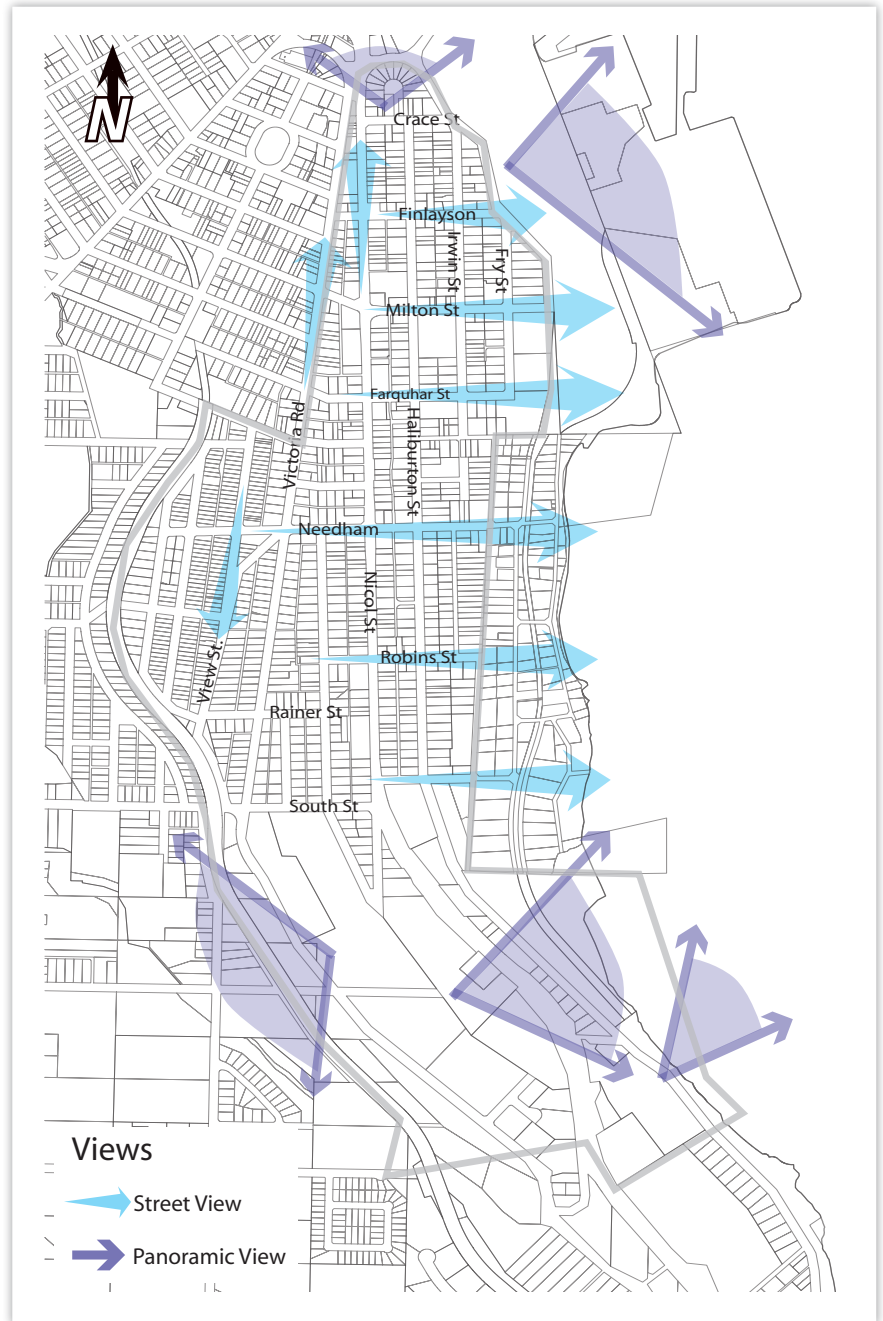 N
Crace St
Finlayson
Irwin St
Fry St
Milton St
Farquhar St
Victoria Rd
Haliburton St
Needham
Nicol St
Robins St
View St.
Rainer St
South St
Views
Street View
Panoramic View